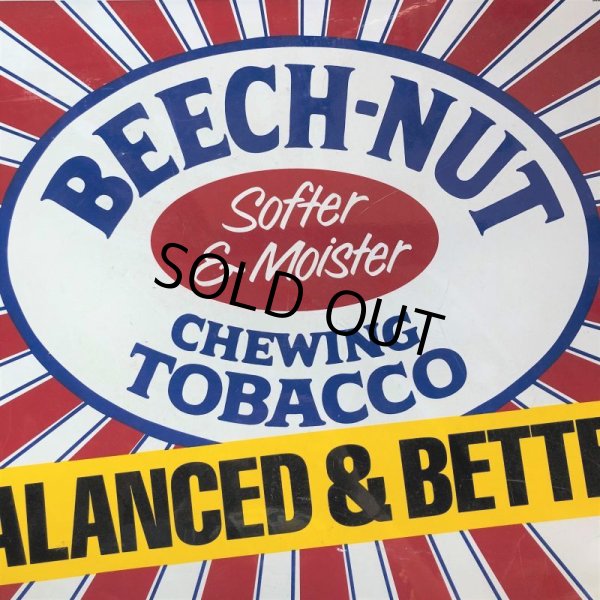 BEECH-NUT
Softer
& Moister
SOLD OUT
CHEWING
TOBACCO
ALANCED & BETTE